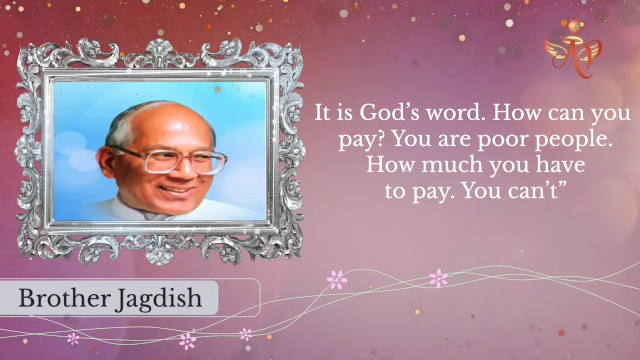 It is God’s word. How can you
pay? You are poor people.
How much you have
to pay. You can’t”
Brother Jagdish